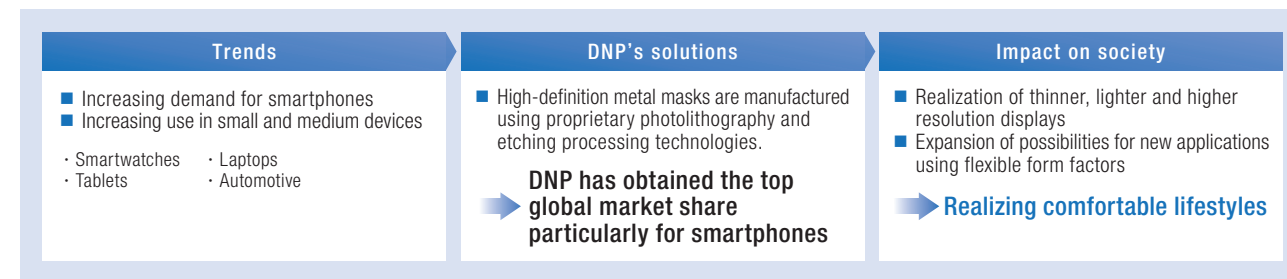 Trends
■ Increasing demand for smartphones
■ Increasing use in small and medium devices
・Smartwatches ・Laptops
・Tablets ・Automotive
DNP's solutions
■ High-definition metal masks are manufactured
using proprietary photolithography and
etching processing technologies.
DNP has obtained the top
global market share
particularly for smartphones
Impact on society
■ Realization of thinner, lighter and higher
resolution displays
■ Expansion of possibilities for new applications
using flexible form factors
Realizing comfortable lifestyles